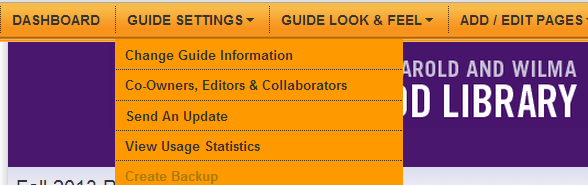 DASHBOARD GUIDE SETTINGS GUIDE LOOK & FEEL ADD / EDIT PAGES
Change Guide Information
AROLD AND WILMA
Co-Owners, Editors & Collaborators
OD LIBRARY
Send An Update
View Usage Statistics
Create Backup
Fall 2013